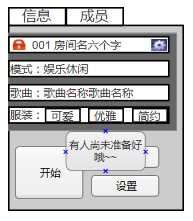 信息 成员
001 房间名六个字
模式：娱乐休闲
歌曲：歌曲名称歌曲名称
服装： 可爱 优雅 简约
有人尚未准备好
哦~~
开始
设置